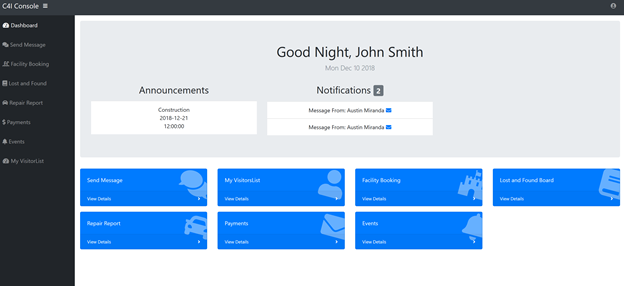 C4I Console
Dashboard
Send Message
Facility Booking
Lost and Found
Repair Report
Payments
Events
My VisitorList
Good Night, John Smith
Mon Dec 10 2018
Announcements
Construction
2018-12-21
12:00:00
Notifications 2
Message From: Austin Miranda
Message From: Austin Miranda
Send Message
View Details
My VisitorsList
View Details
Facility Booking
View Details
Lost and Found Board
View Details
Repair Report
View Details
Payments
View Details
Events
View Details